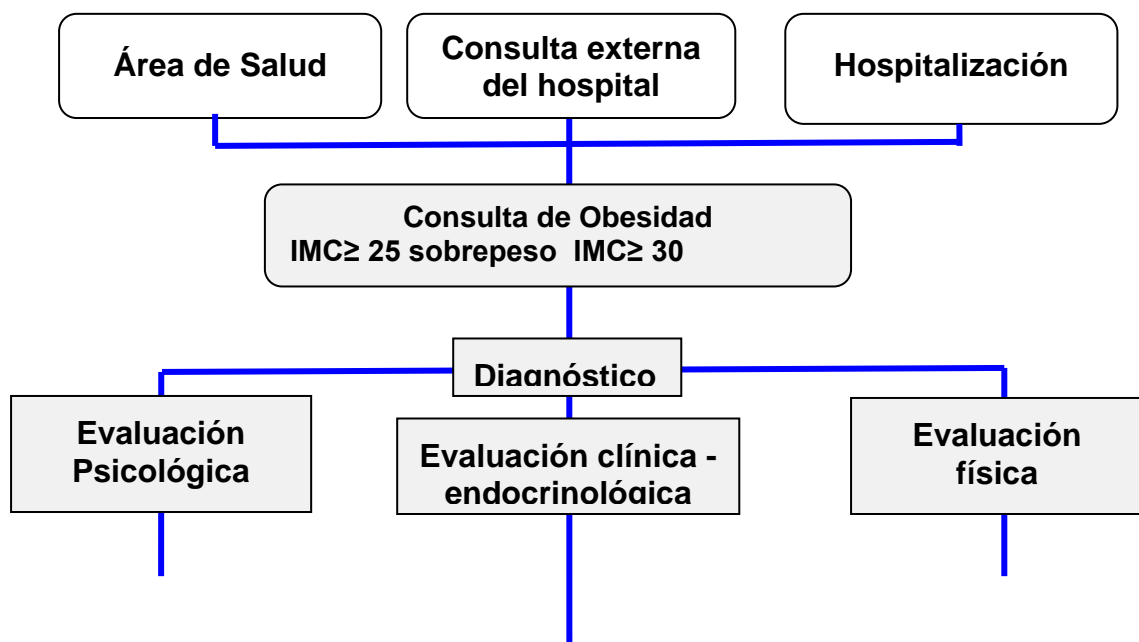 Área de Salud
Consulta externa
del hospital
Hospitalización
Consulta de Obesidad
IMC≥ 25 sobrepeso  IMC≥ 30
Diagnóstico
Evaluación
Psicológica
Evaluación clínica -
endocrinológica
Evaluación
física